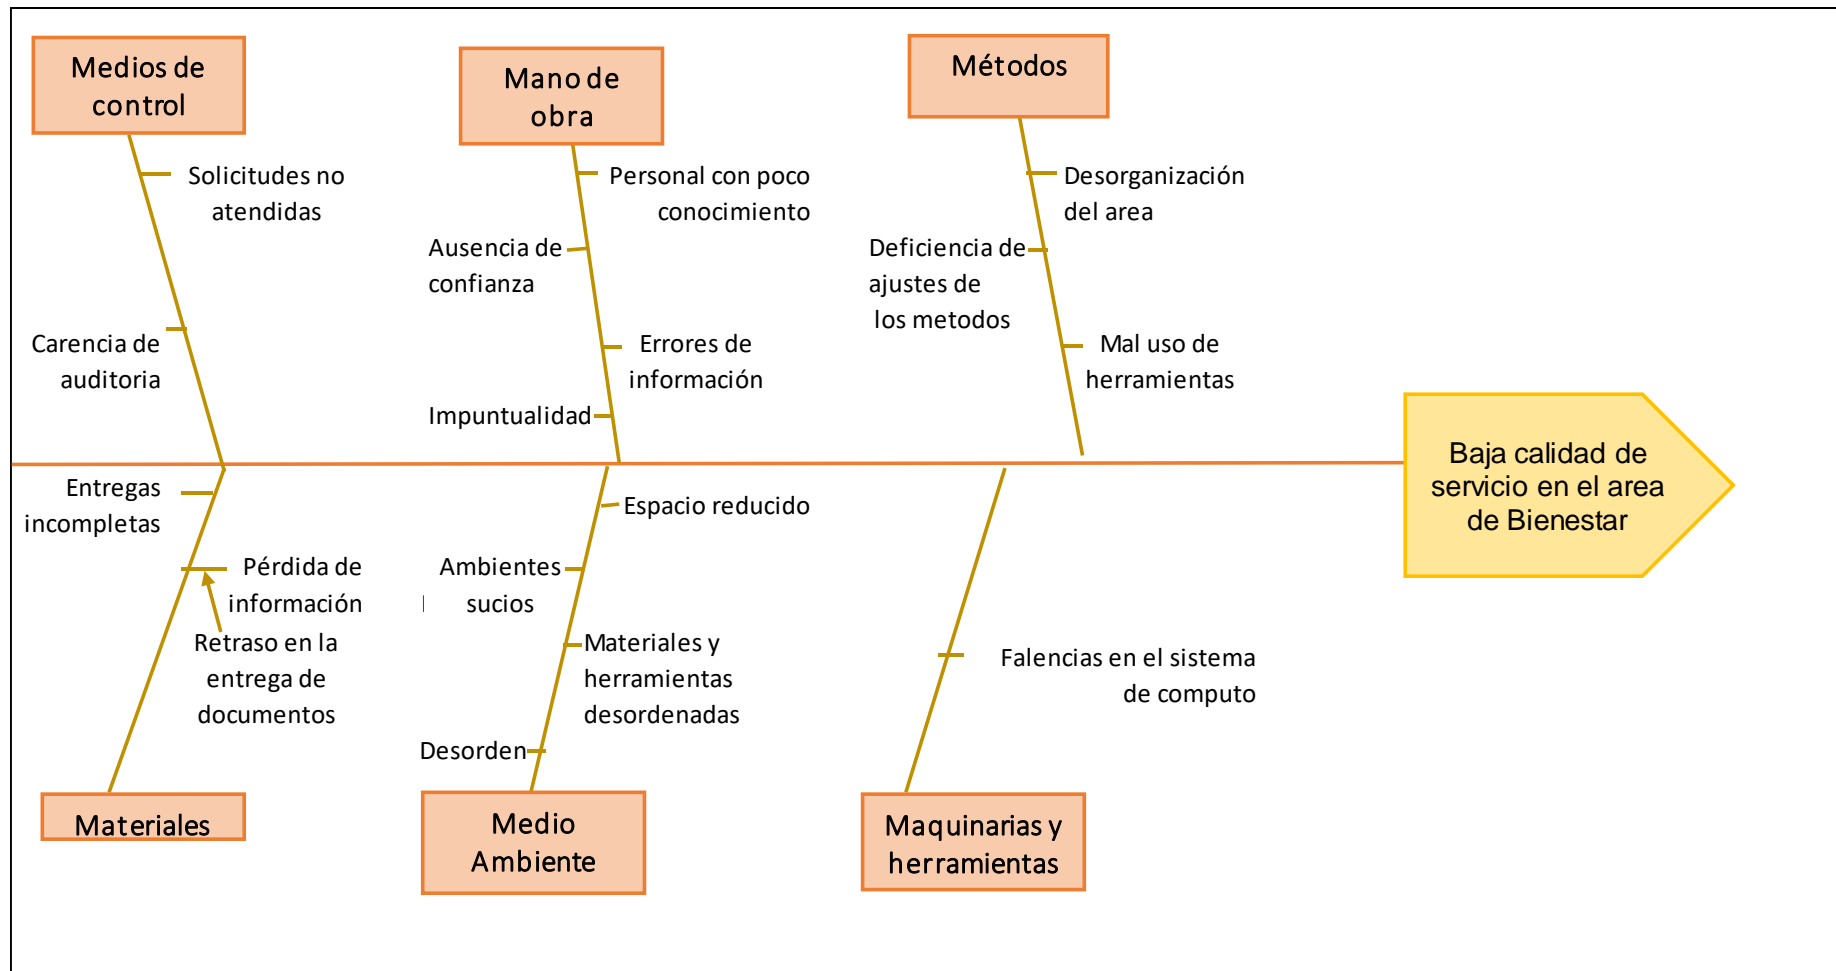 Medios de
control
Mano de
obra
Métodos
Solicitudes no
atendidas
Personal con poco
conocimiento
Desorganización
del area
Ausencia de
confianza
Deficiencia de
ajustes de
los metodos
Carencia de
auditoria
Errores de
información
Mal uso de
herramientas
Impuntualidad
Baja calidad de
servicio en el area
de Bienestar
Entregas
incompletas
Espacio reducido
Pérdida de
información
Ambientes
sucios
Retraso en la
entrega de
documentos
Materiales y
herramientas
desordenadas
Falencias en el sistema
de computo
Desorden
Materiales
Medio
Ambiente
Maquinarias y
herramientas